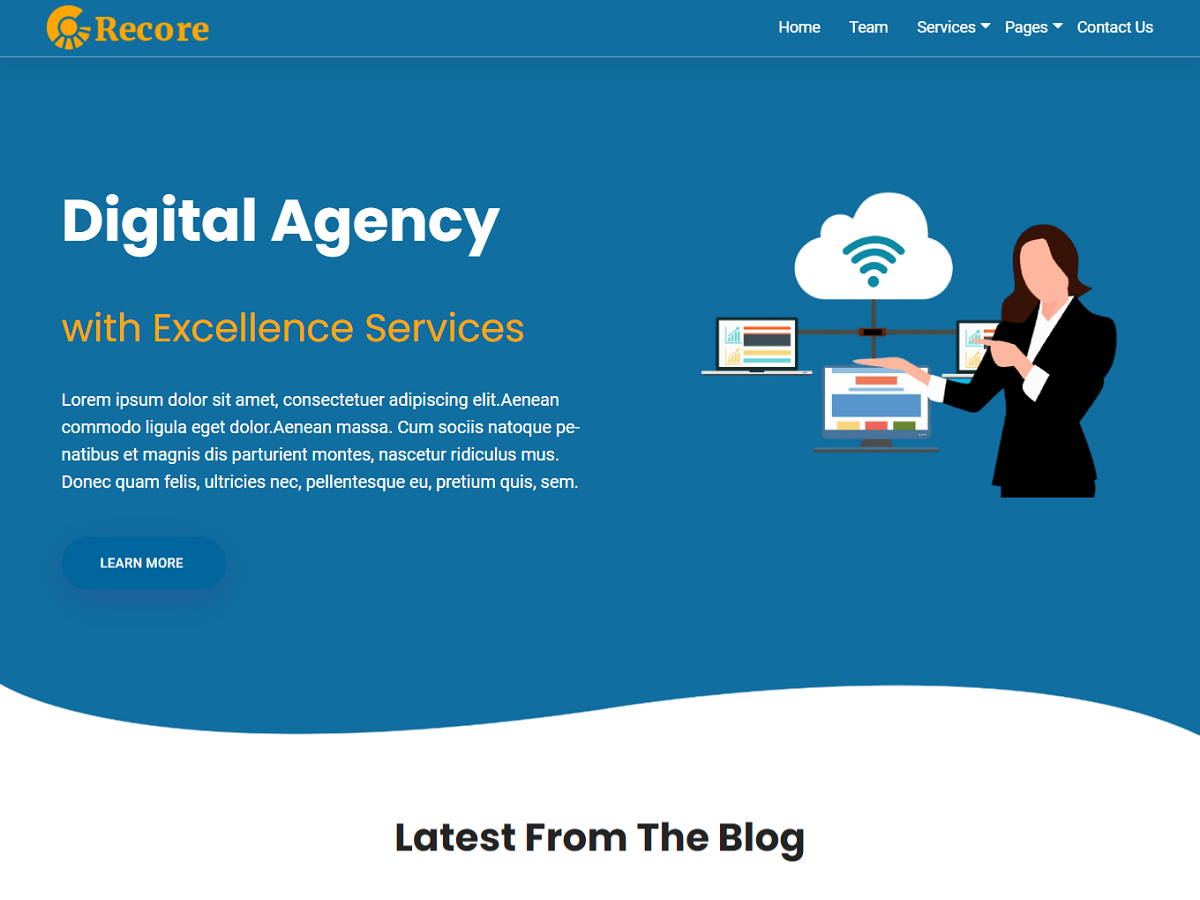 Recore
Home Team Services Pages Contact Us
Digital Agency
with Excellence Services
Lorem ipsum dolor sit amet, consectetuer adipiscing elit.Aenean
commodo ligula eget dolor.Aenean massa. Cum sociis natoque pe-
natibus et magnis dis parturient montes, nascetur ridiculus mus.
Donec quam felis, ultricies nec, pellentesque eu, pretium quis, sem.
LEARN MORE
Latest From The Blog